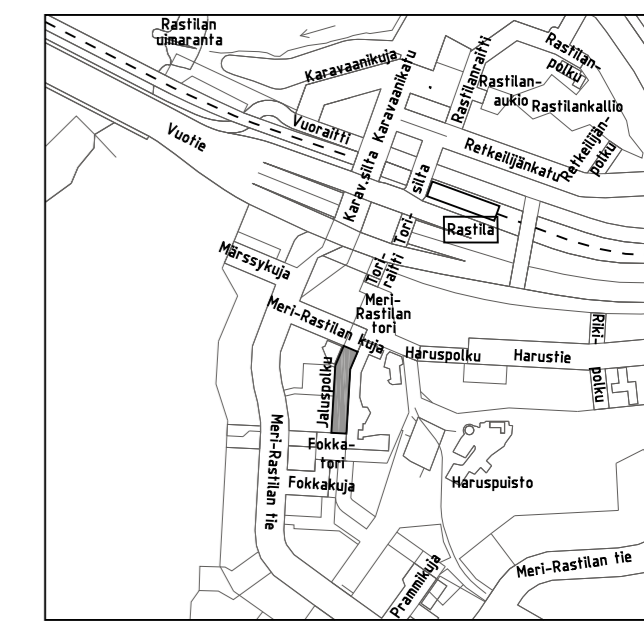 Rastilan
uimaranta
Karavaanikuja
Karavaanikatu
Rastilanraitti
Rastilan-
polku
Rastilan-
aukio
Rastilankallio
Vuoraitti
Vuotie
Retkeilijänkatu
Retkeilijän-
polku
Karav.silta
Tori-
silta
Rastila
Märssykuja
Tori-
raitti
Meri-
Rastilan
tori
Meri-Rastilan kuja
Haruspolku
Harustie
Riki-
polku
Jaluspolku
Meri-Rastilan tie
Fokka-
tori
Fokkakuja
Haruspuisto
Prammikuja
Meri-Rastilan tie